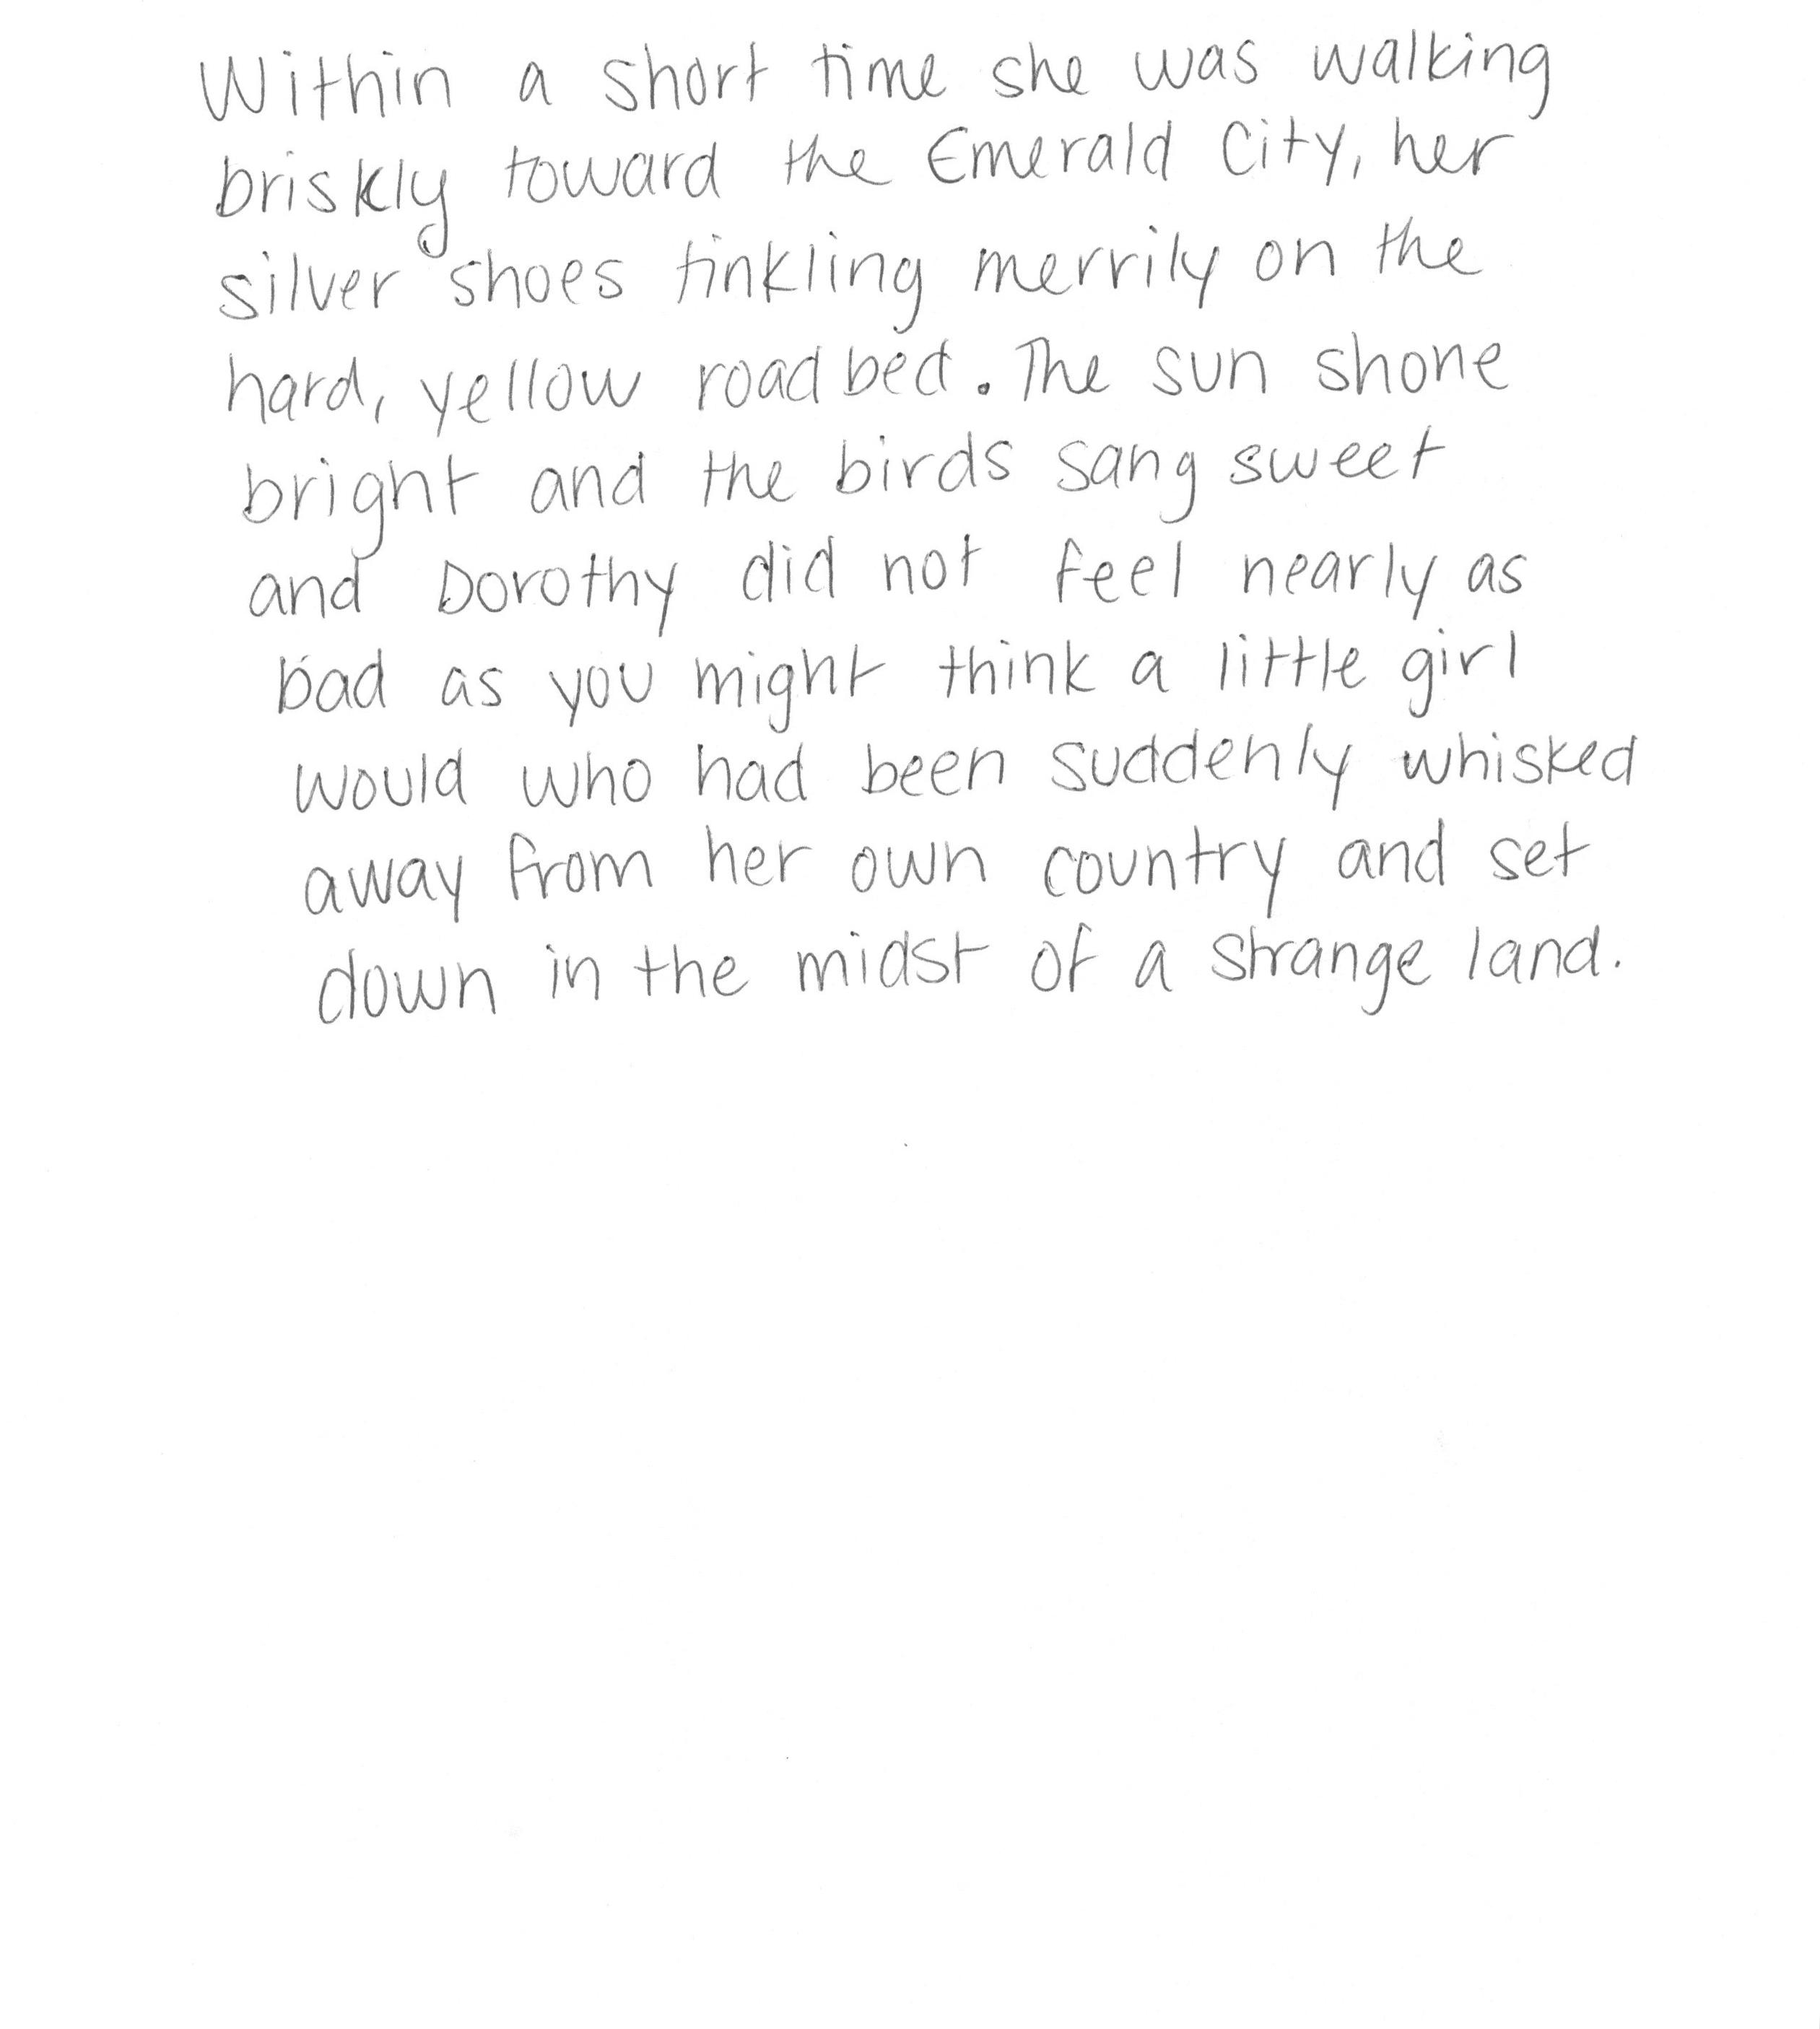 Within a short time she was walking
briskly toward the Emerald City, her
silver shoes tinkling merrily on the
hard, yellow roadbed. The sun shone
bright and the birds sang sweet
and Dorothy did not feel nearly as
bad as you might think a little girl
would who had been suddenly whisked
away from her own country and set
down in the midst of a strange land.